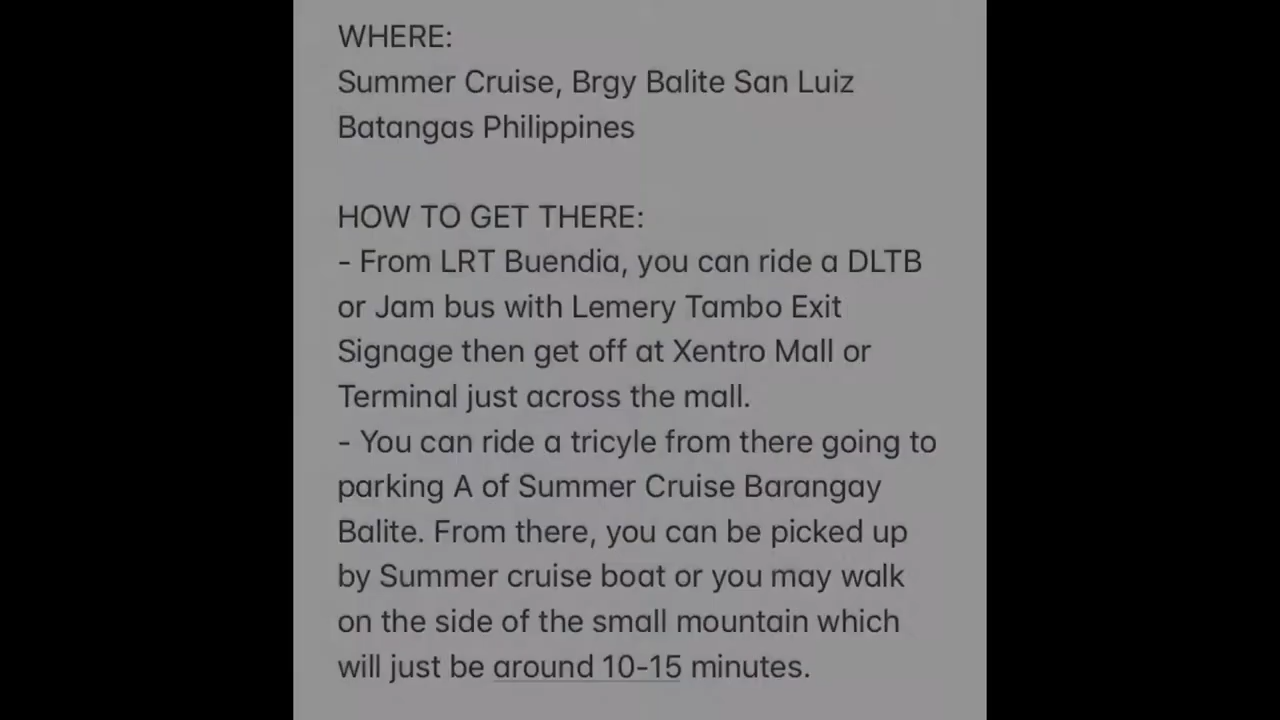 WHERE:
Summer Cruise, Brgy Balite San Luiz
Batangas Philippines
HOW TO GET THERE:
- From LRT Buendia, you can ride a DLTB
or Jam bus with Lemery Tambo Exit
Signage then get off at Xentro Mall or
Terminal just across the mall.
- You can ride a tricyle from there going to
parking A of Summer Cruise Barangay
Balite. From there, you can be picked up
by Summer cruise boat or you may walk
on the side of the small mountain which
will just be around 10-15 minutes.